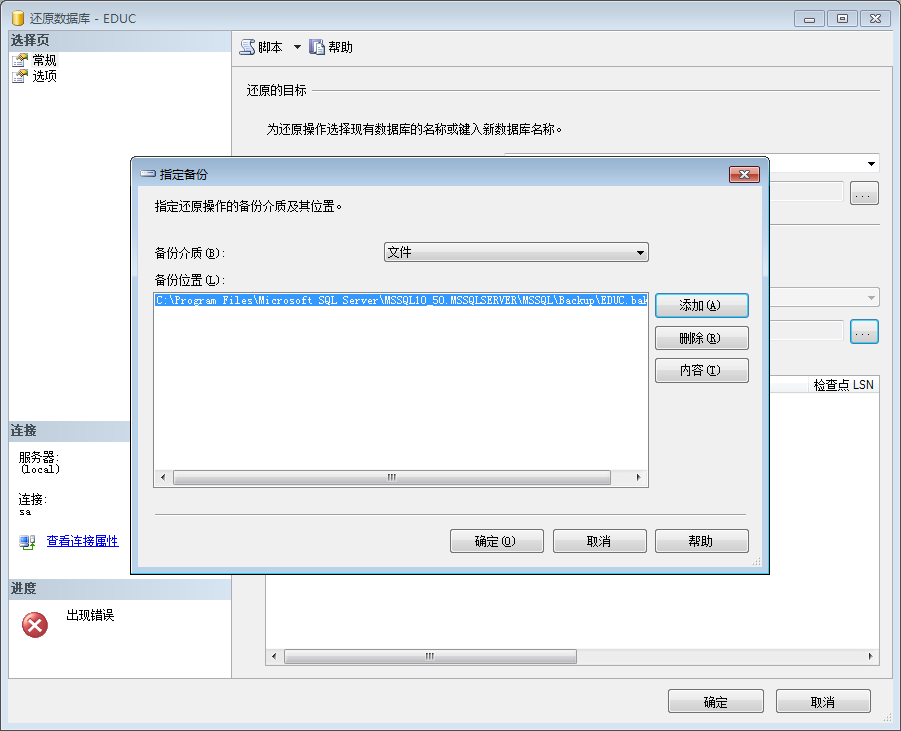 还原数据库 - EDUC
选择页
常规
选项
脚本
帮助
还原的目标
为还原操作选择现有数据库的名称或键入新数据库名称。
...
...
检查点 LSN
指定备份
指定还原操作的备份介质及其位置。
备份介质(B):
文件
备份位置(L):
C:\Program Files\Microsoft SQL Server\MSSQL10_50.MSSQLSERVER\MSSQL\Backup\EDUC.bak
添加(A)
删除(R)
内容(T)
确定(O)
取消
帮助
连接
服务器:
(local)
连接:
sa
查看连接属性
进度
出现错误
确定
取消